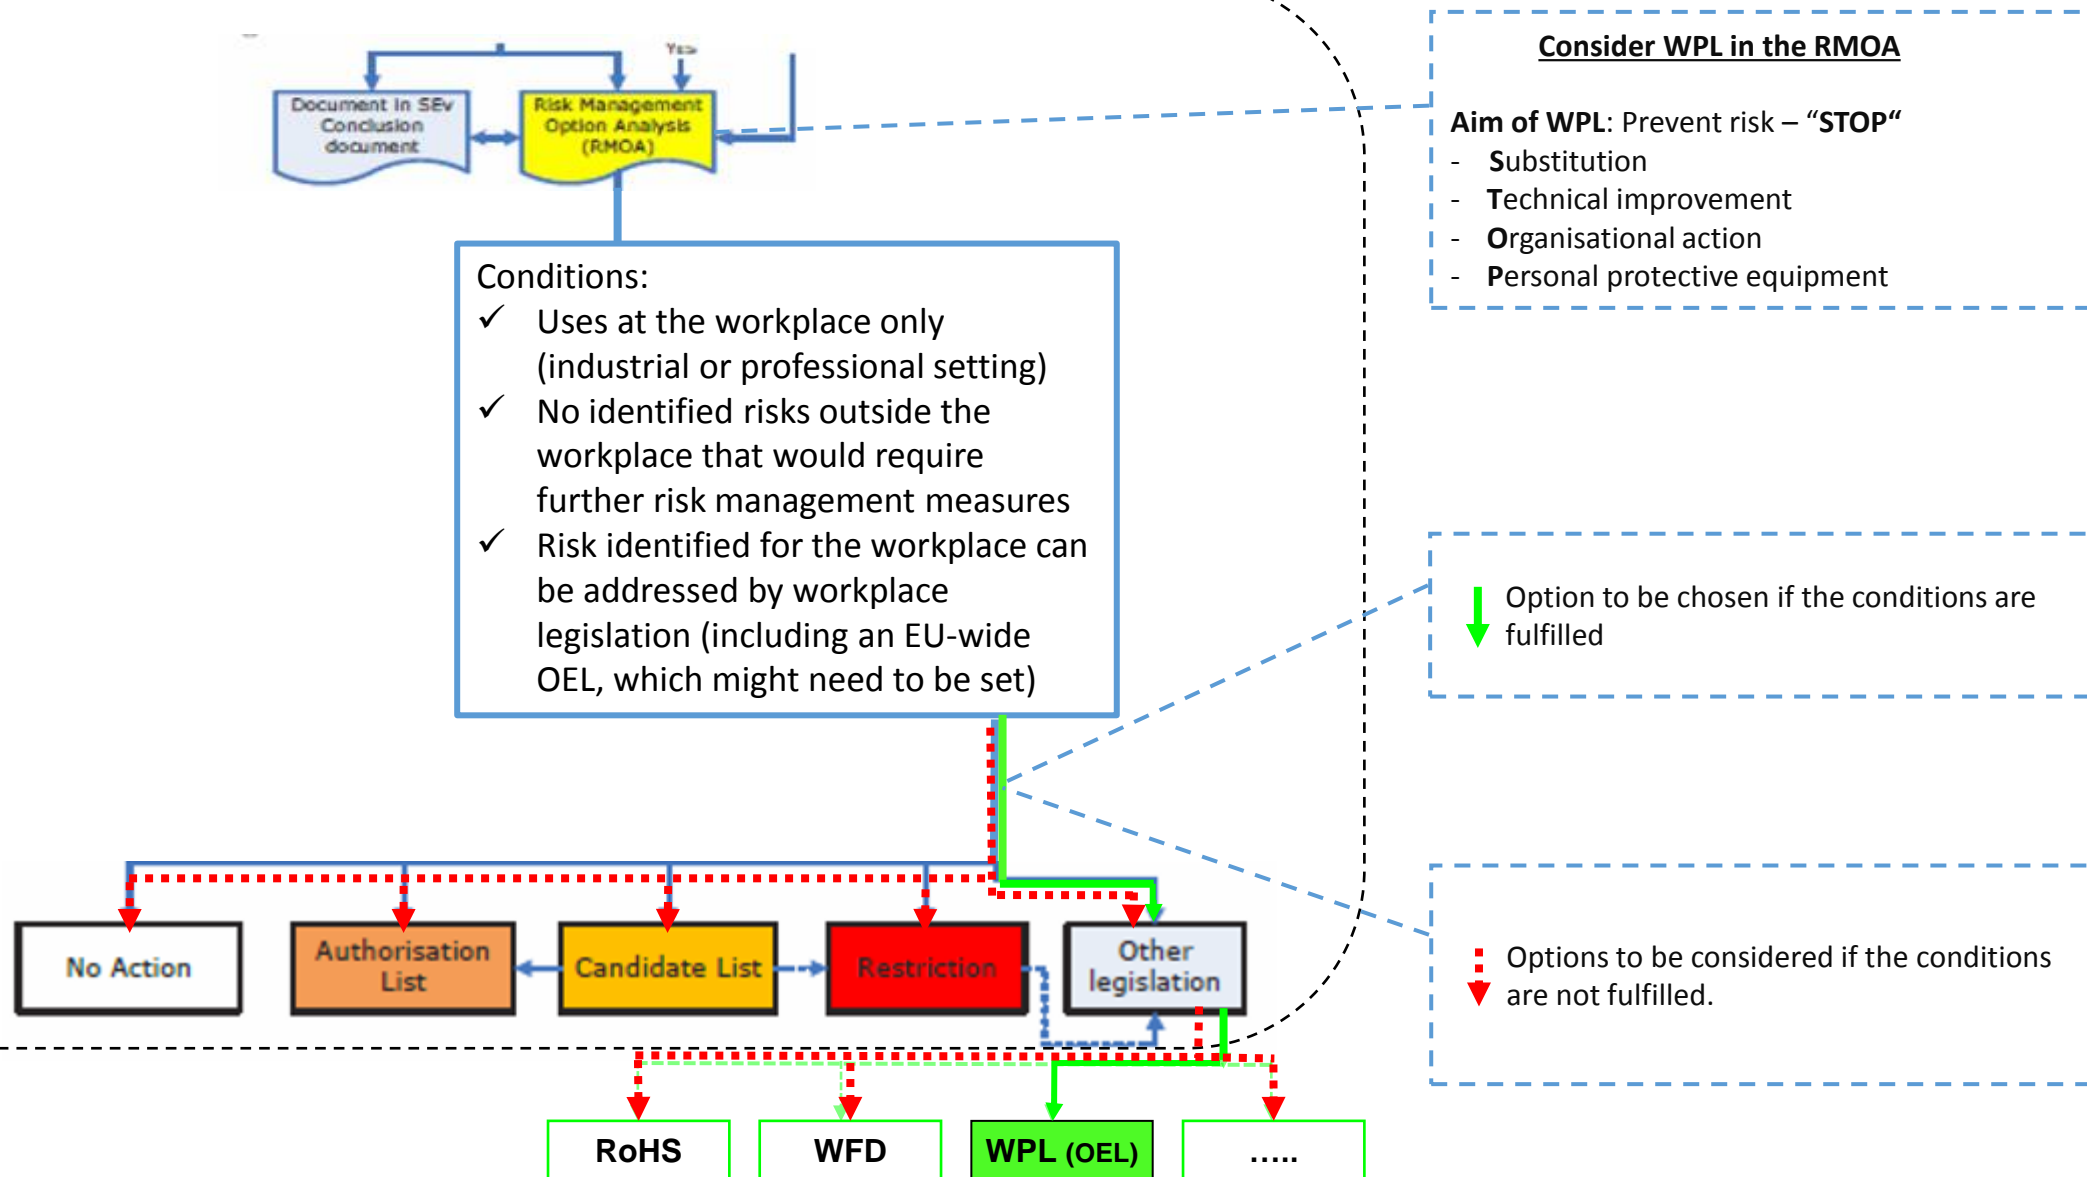 Yes
Document in SEv
Conclusion
document
Risk Management
Option Analysis
(RMOA)
Consider WPL in the RMOA
Aim of WPL: Prevent risk – “STOP“
- Substitution
- Technical improvement
- Organisational action
- Personal protective equipment
Conditions:
✓ Uses at the workplace only
(industrial or professional setting)
✓ No identified risks outside the
workplace that would require
further risk management measures
✓ Risk identified for the workplace can
be addressed by workplace
legislation (including an EU-wide
OEL, which might need to be set)
Option to be chosen if the conditions are
fulfilled
Options to be considered if the conditions
are not fulfilled.
No Action
Authorisation
List
Candidate List
Restriction
Other
legislation
RoHS
WFD
WPL (OEL)
.....